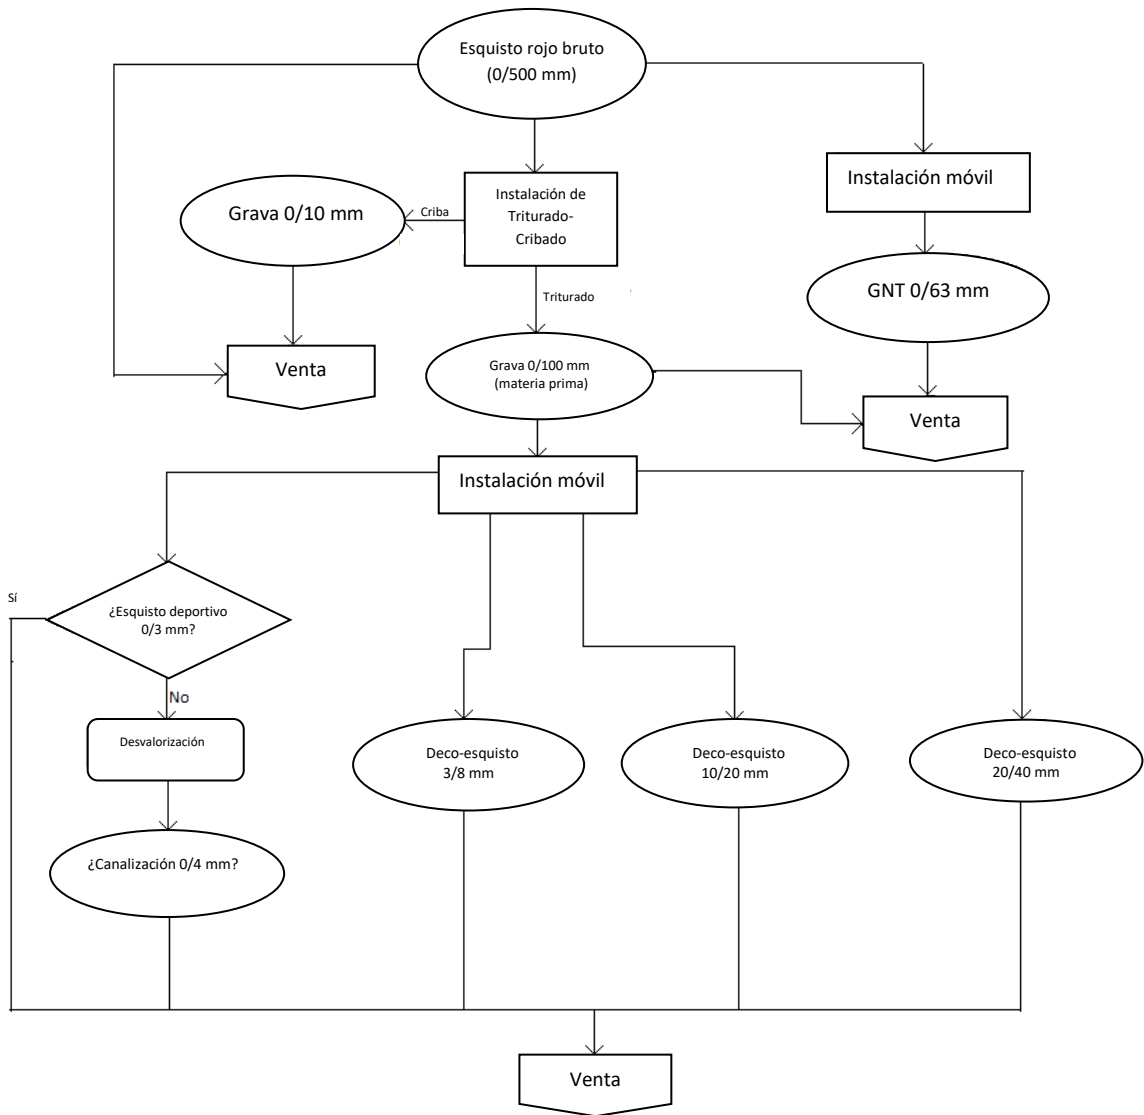 Esquisto rojo bruto
(0/500 mm)
Instalación móvil
Instalación de
Triturado-
Cribado
Criba
Grava 0/10 mm
GNT 0/63 mm
Triturado
Venta
Grava 0/100 mm
(materia prima)
Venta
Instalación móvil
Sí
¿Esquisto deportivo
0/3 mm?
No
Desvalorización
Deco-esquisto
3/8 mm
Deco-esquisto
10/20 mm
Deco-esquisto
20/40 mm
¿Canalización 0/4 mm?
Venta